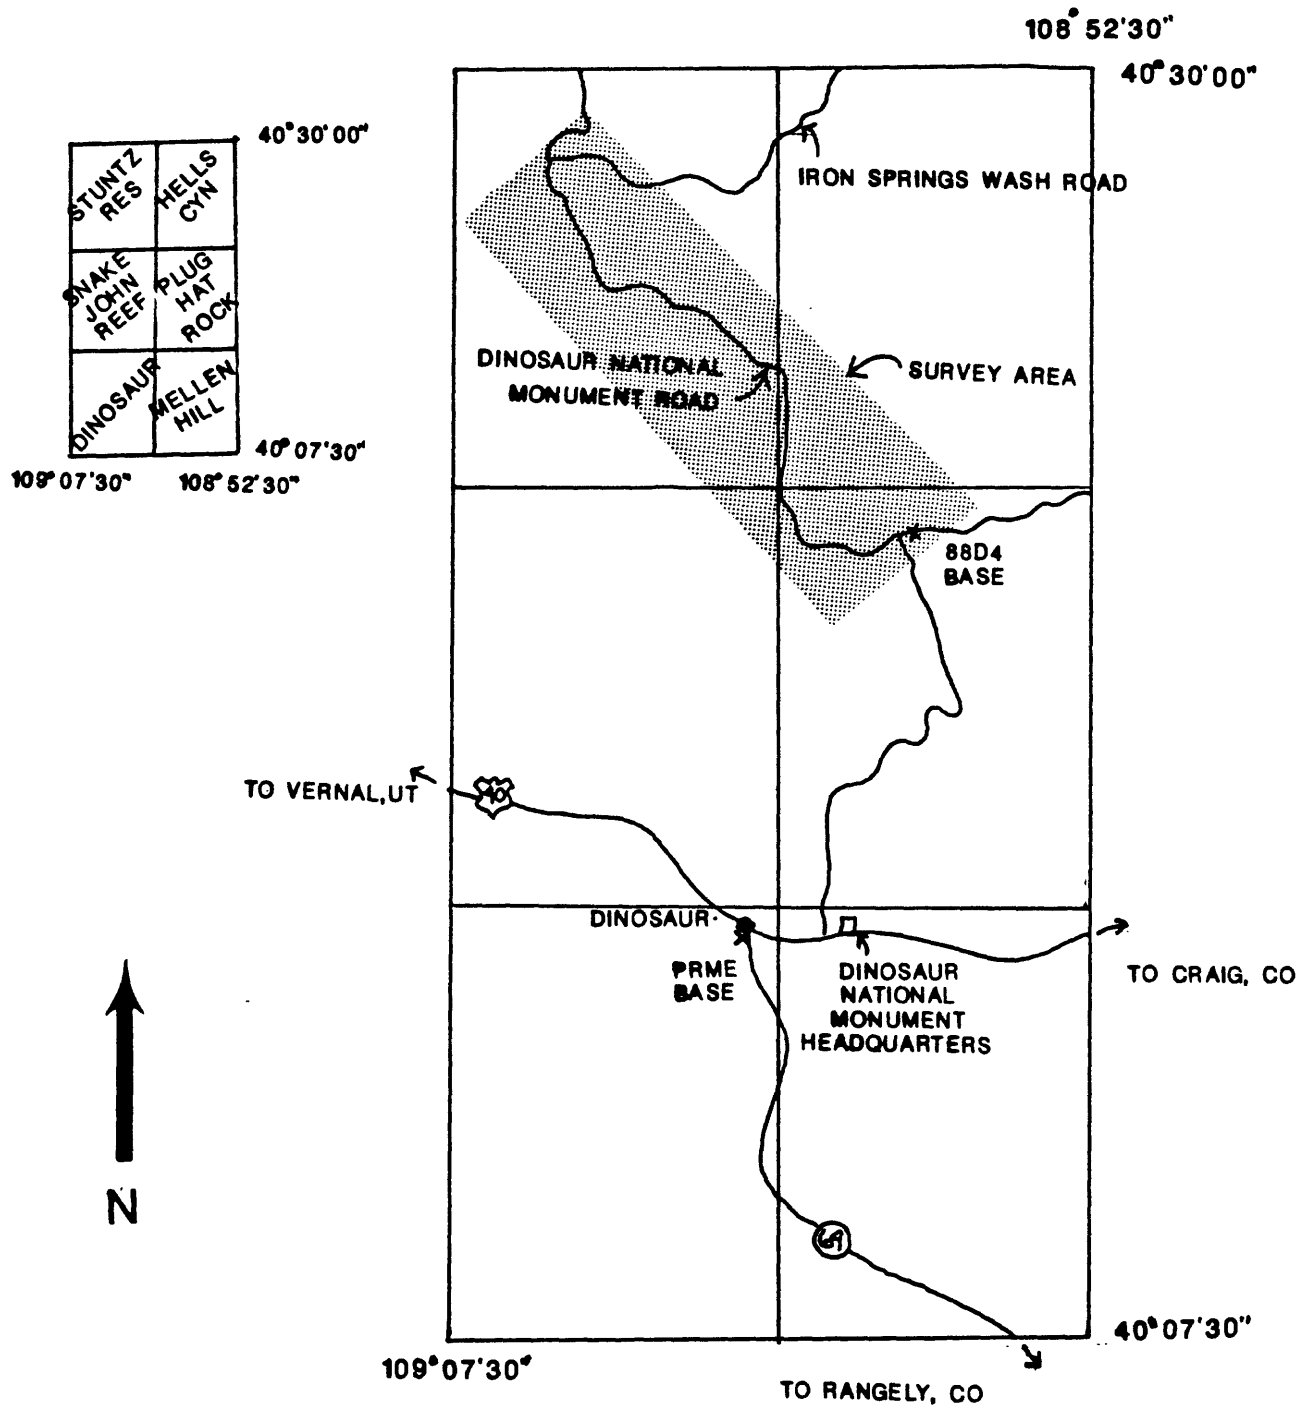 108° 52'30"
40° 30'00"
40° 30'00"
STUNTZ
RES
HELLS
CYN
SNAKE
JOHN
REEF
PLUG
HAT
ROCK
DINOSAUR
MELLEN
HILL
40° 07'30"
109° 07'30"
108° 52'30"
IRON SPRINGS WASH ROAD
DINOSAUR NATIONAL
MONUMENT ROAD
SURVEY AREA
88D4
BASE
TO VERNAL,UT
40
DINOSAUR
PRME
BASE
DINOSAUR
NATIONAL
MONUMENT
HEADQUARTERS
TO CRAIG, CO
N
69
40° 07'30"
109° 07'30"
TO RANGELY, CO